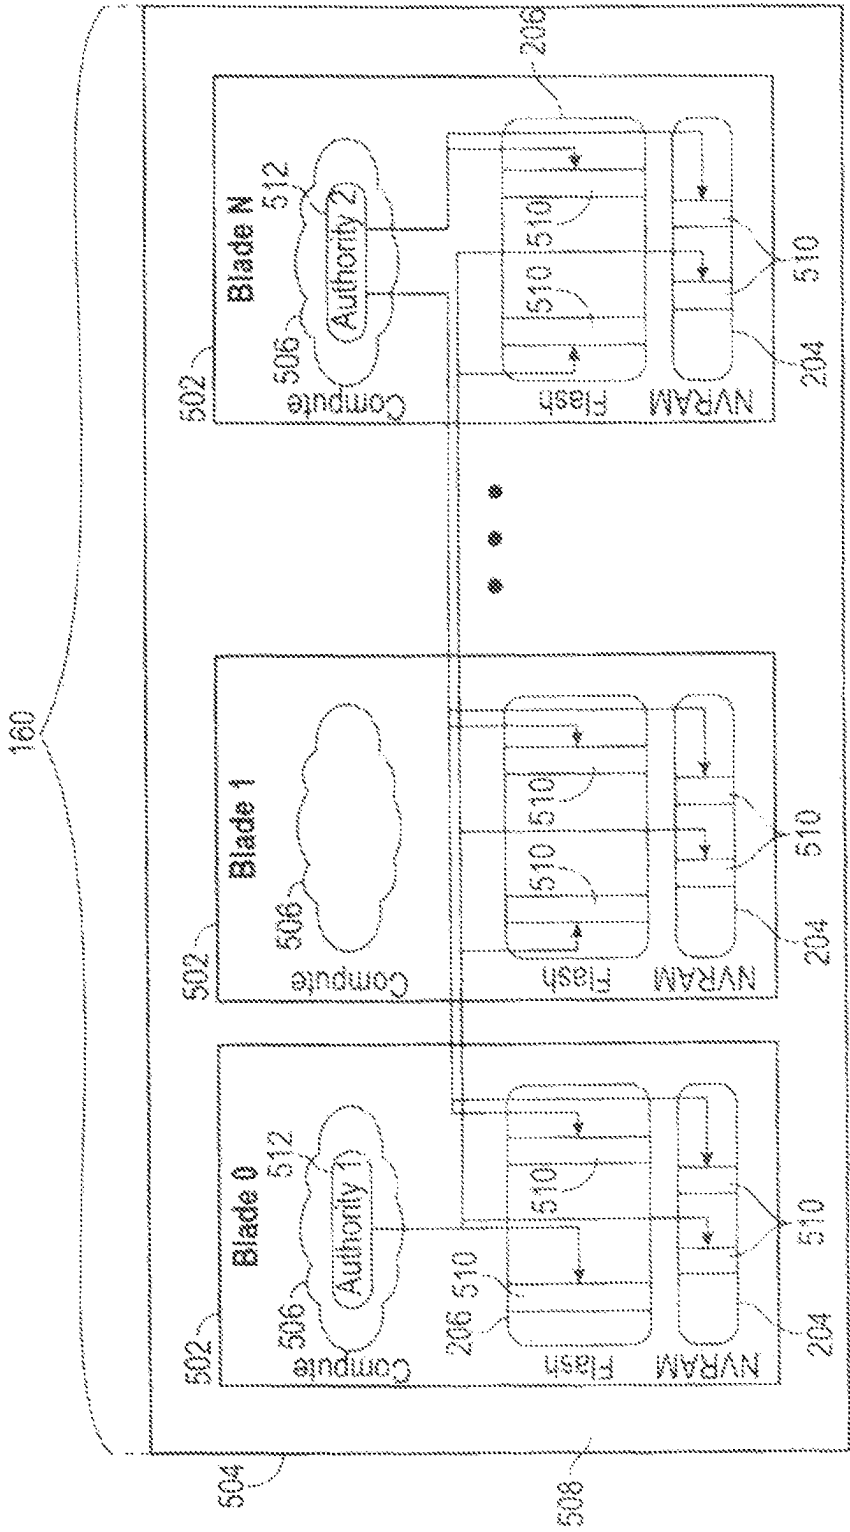 160
504
508
502
Blade 0
506
512
Authority 1
Compute
206
510
510
Flash
NVRAM
204
510
502
Blade 1
506
Compute
510
510
Flash
NVRAM
204
510
502
Blade N
506
512
Authority 2
Compute
206
510
510
Flash
NVRAM
204
510